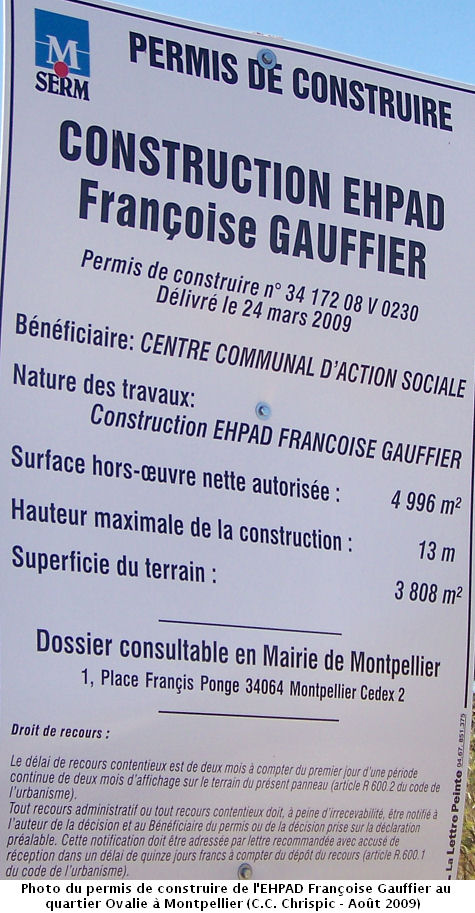 M
SERM
PERMIS DE CONSTRUIRE
CONSTRUCTION EHPAD
Françoise GAUFFIER
Permis de construire n° 34 172 08 V 0230
Délivré le 24 mars 2009
Bénéficiaire: CENTRE COMMUNAL D'ACTION SOCIALE
Nature des travaux:
Construction EHPAD FRANCOISE GAUFFIER
Surface hors-œuvre nette autorisée : 4 996 m²
Hauteur maximale de la construction : 13 m
Superficie du terrain : 3 808 m²
Dossier consultable en Mairie de Montpellier
1, Place Françis Ponge 34064 Montpellier Cedex 2
Droit de recours :
Le délai de recours contentieux est de deux mois à compter du premier jour d'une période
continue de deux mois d'affichage sur le terrain du présent panneau (article R 600.2 du code de
l'urbanisme).
Tout recours administratif ou tout recours contentieux doit, à peine d'irrecevabilité, être notifié à
l'auteur de la décision et au Bénéficiaire du permis ou de la décision prise sur la déclaration
préalable. Cette notification doit être adressée par lettre recommandée avec accusé de
réception dans un délai de quinze jours francs à compter du dépôt du recours (article R 600.1
du code de l'urbanisme).
La Lettre Peinte 04.67. 851.375
Photo du permis de construire de l'EHPAD Françoise Gauffier au
quartier Ovalie à Montpellier (C.C. Chrispic - Août 2009)